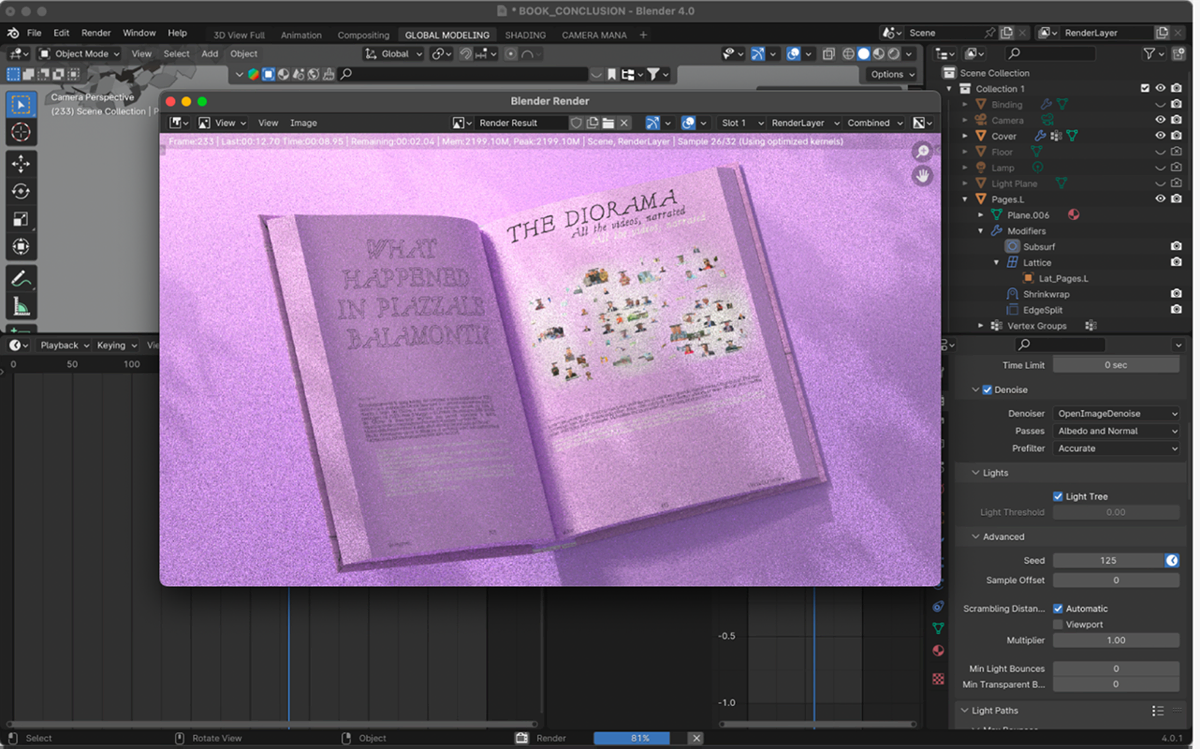 * BOOK_CONCLUSION - Blender 4.0
File Edit Render Window Help
3D View Full Animation Compositing GLOBAL MODELING SHADING CAMERA MANA +
Scene
RenderLayer
Object Mode View Select Add Object
Global
Options
Camera Perspective
(233) Scene Collection |
Blender Render
View View Image
Render Result
Slot 1 RenderLayer Combined
Frame:233 | Last:00:12.70 Time:00:08.95 | Remaining:00:02.04 | Mem:2199.10M, Peak:2199.10M | Scene, RenderLayer | Sample 26/32 (Using optimized kernels)
WHAT
HAPPENED
IN PIAZZALE
BALAMONTI?
THE DIORAMA
All the videos, narrated
Scene Collection
Collection 1
Binding
Camera
Cover
Floor
Lamp
Light Plane
Pages.L
Plane.006
Modifiers
Subsurf
Lattice
Lat_Pages.L
Shrinkwrap
EdgeSplit
Vertex Groups
Playback Keying
0 50 100
-0.5
-1.0
Time Limit 0 sec
Denoise
Denoiser OpenImageDenoise
Passes Albedo and Normal
Prefilter Accurate
Lights
Light Tree
Light Threshold 0.00
Advanced
Seed 125
Sample Offset 0
Scrambling Distan... Automatic
Viewport
Multiplier 1.00
Min Light Bounces 0
Min Transparent B... 0
Light Paths
Select Rotate View Object Render 81% 4.0.1